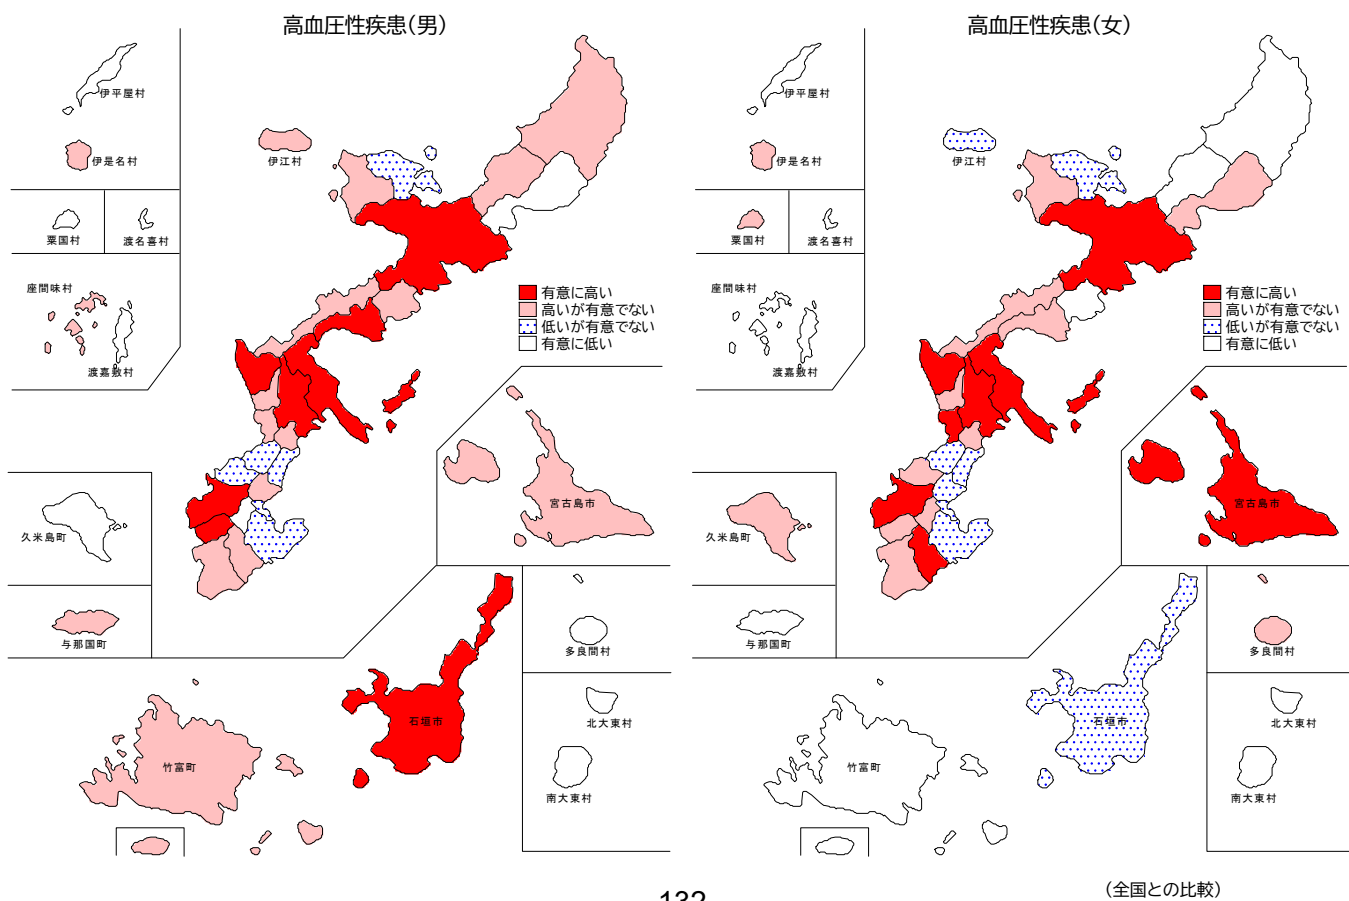 高血圧性疾患(男)
伊平屋村
伊是名村
伊江村
粟国村
渡名喜村
座間味村
渡嘉敷村
有意に高い
高いが有意でない
低いが有意でない
有意に低い
宮古島市
久米島町
与那国町
多良間村
北大東村
石垣市
竹富町
南大東村
高血圧性疾患(女)
伊平屋村
伊是名村
伊江村
粟国村
渡名喜村
座間味村
渡嘉敷村
有意に高い
高いが有意でない
低いが有意でない
有意に低い
宮古島市
久米島町
与那国町
多良間村
北大東村
石垣市
竹富町
南大東村
(全国との比較)
132